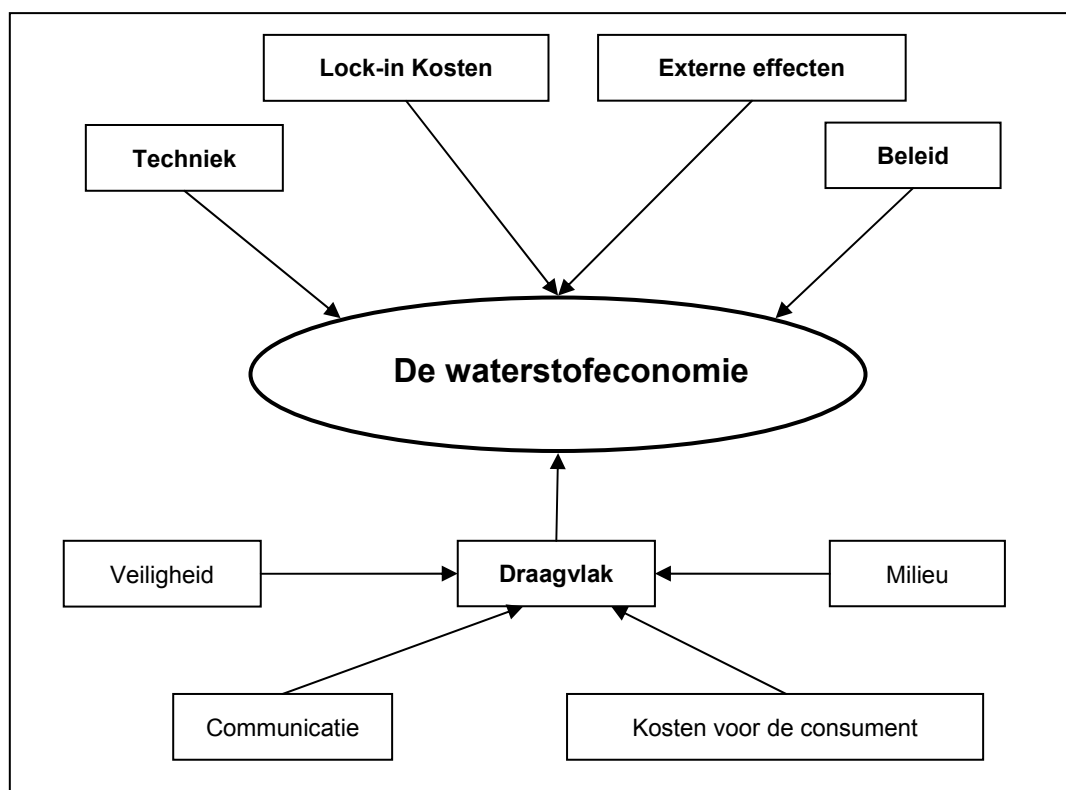 Lock-in Kosten
Externe effecten
Techniek
Beleid
De waterstofeconomie
Veiligheid
Draagvlak
Milieu
Communicatie
Kosten voor de consument